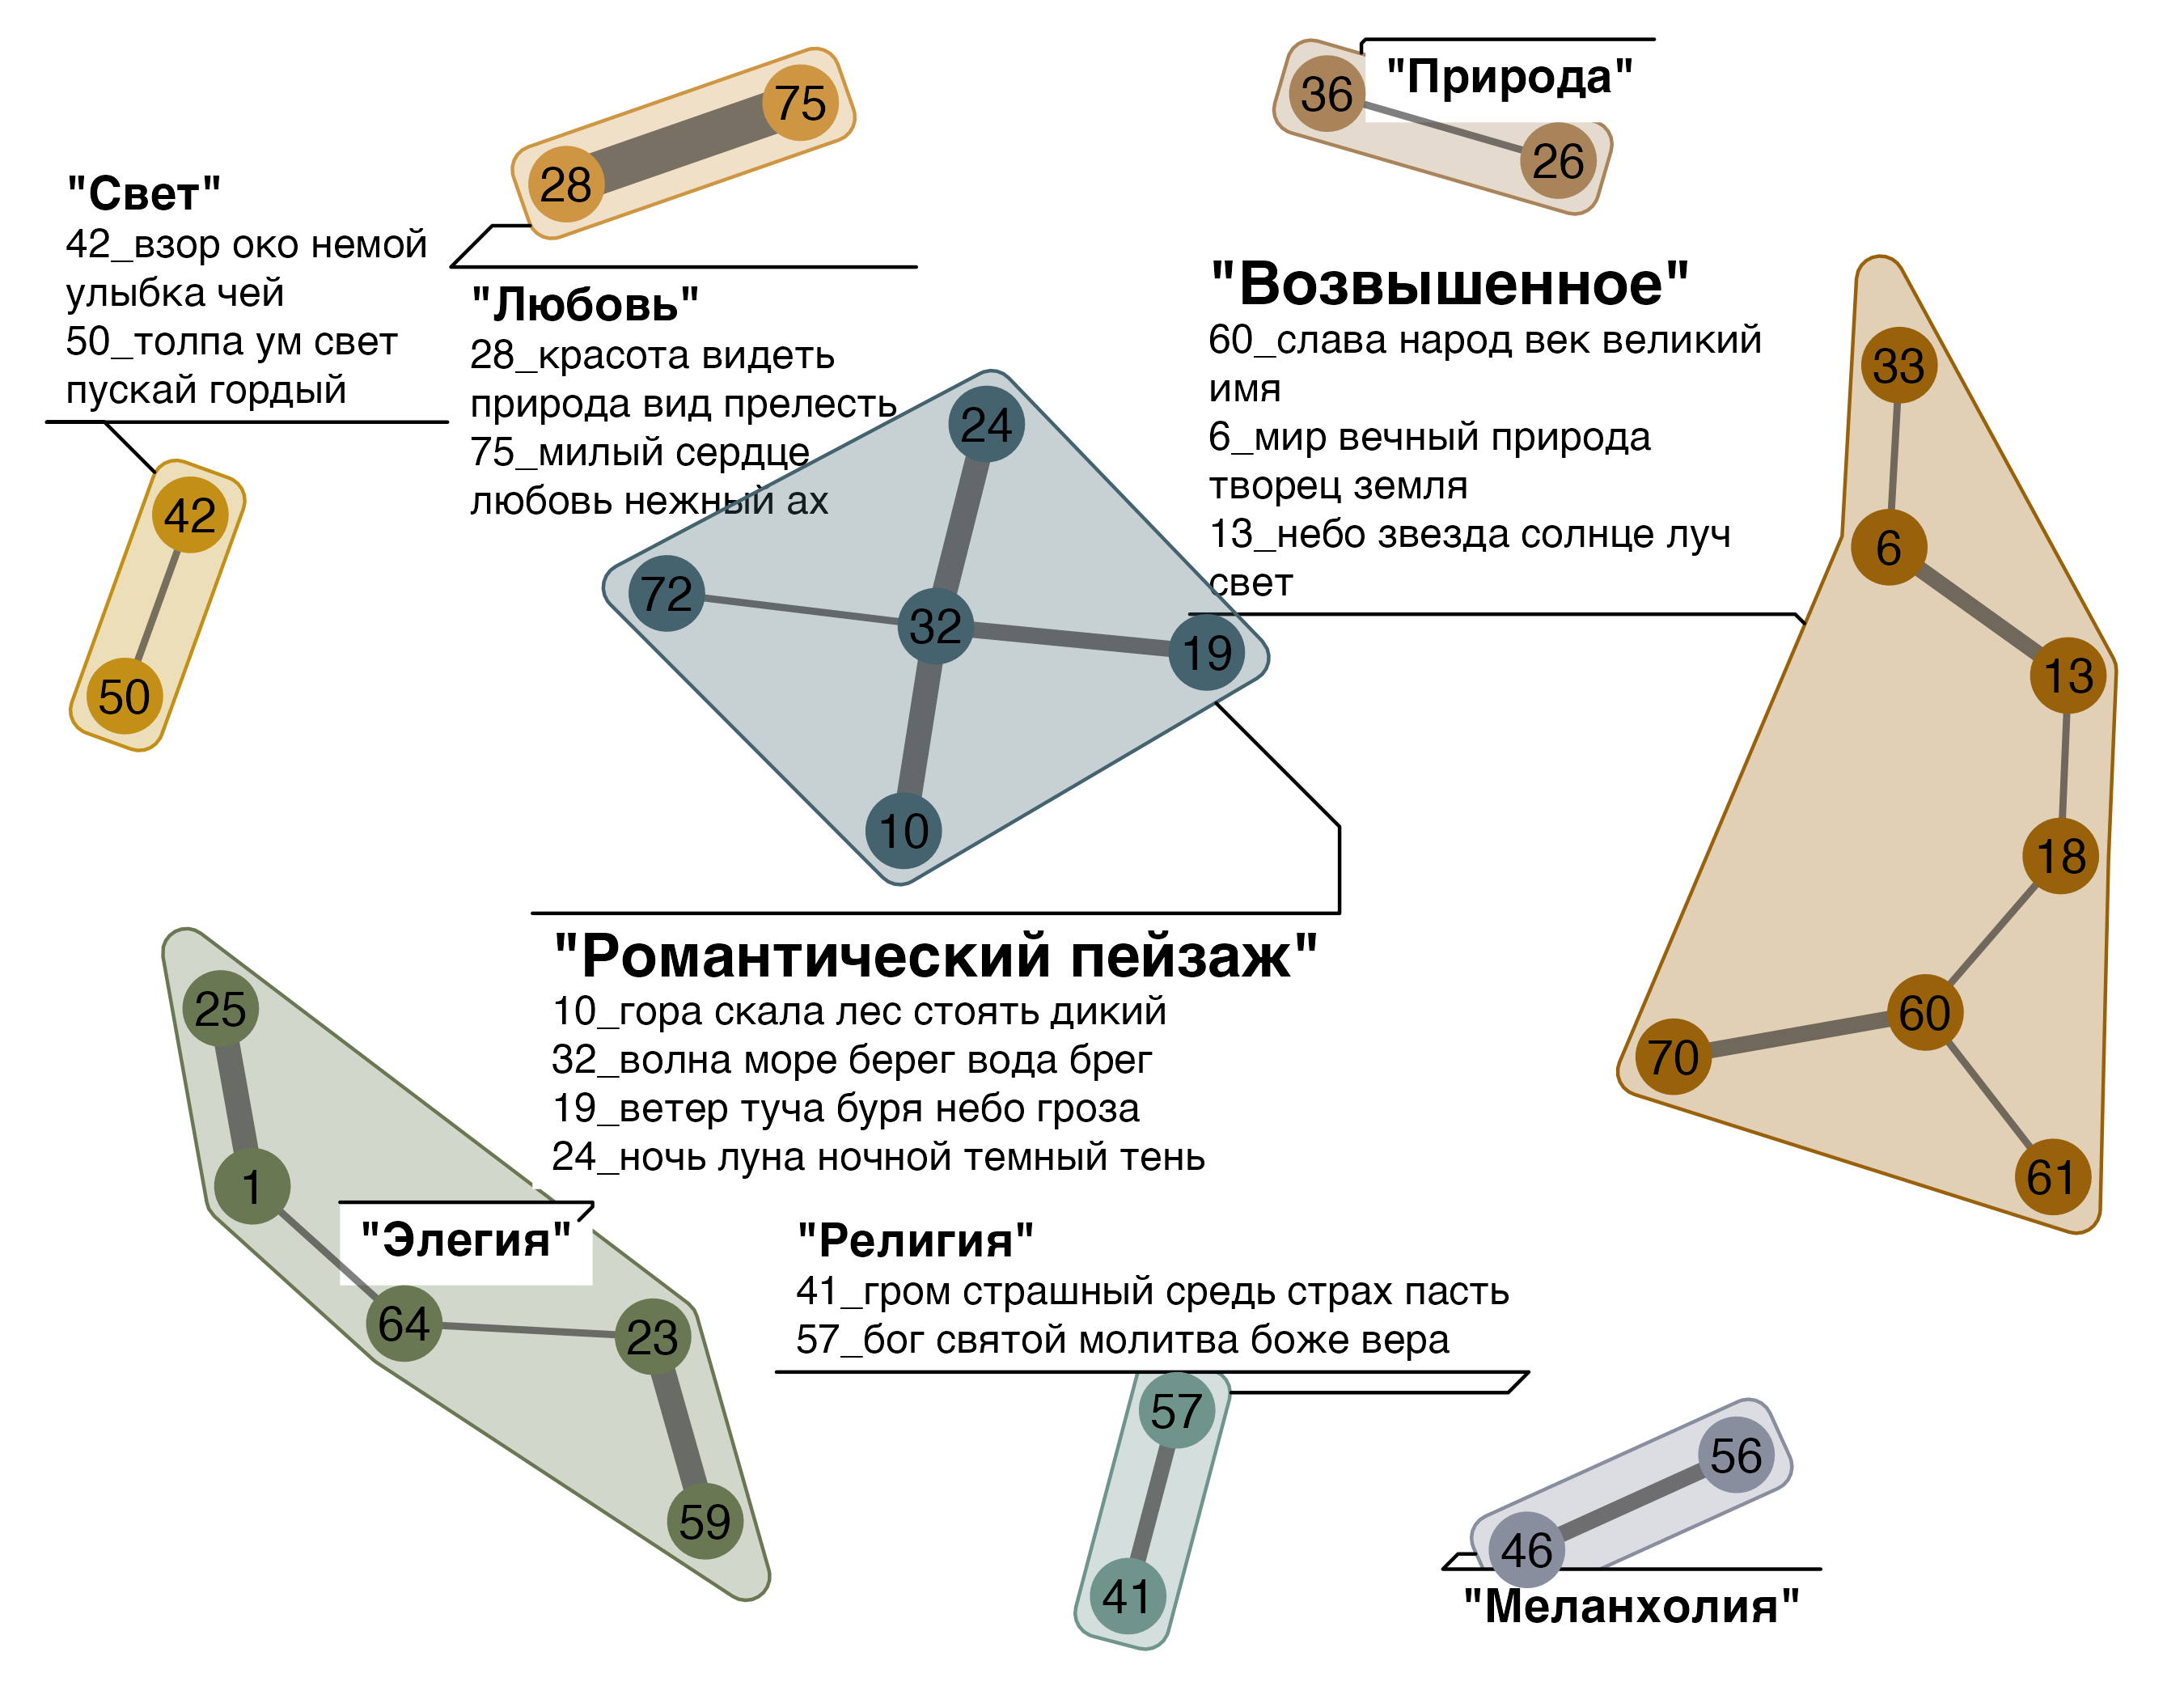 75
28
36
"Природа"
26
"Свет"
42_взор око немой
улыбка чей
50_толпа ум свет
пускай гордый
"Любовь"
28_красота видеть
природа вид прелесть
75_милый сердце
любовь нежный ах
"Возвышенное"
60_слава народ век великий
имя
6_мир вечный природа
творец земля
13_небо звезда солнце луч
свет
33
24
42
6
72
32
19
13
50
10
18
"Романтический пейзаж"
10_гора скала лес стоять дикий
32_волна море берег вода брег
19_ветер туча буря небо гроза
24_ночь луна ночной темный тень
25
60
70
1
61
"Элегия"
64
23
59
"Религия"
41_гром страшный средь страх пасть
57_бог святой молитва боже вера
57
41
56
46
"Меланхолия"